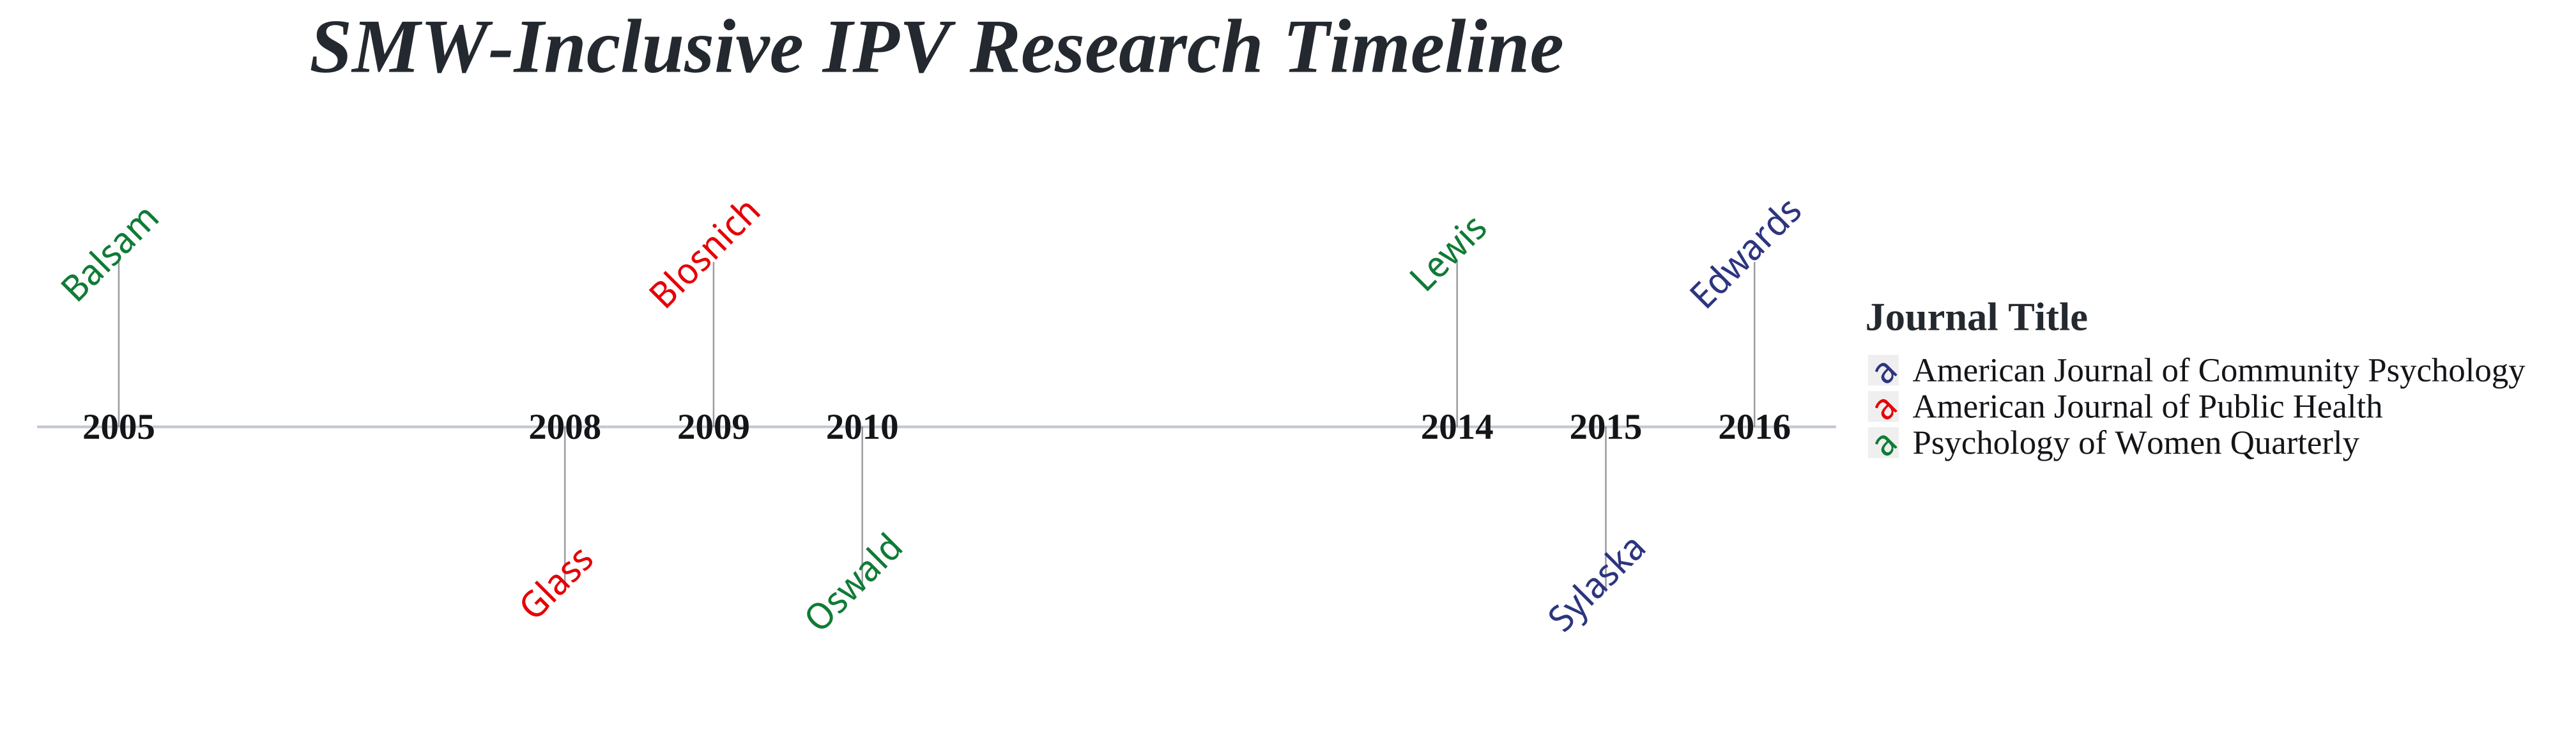 SMW-Inclusive IPV Research Timeline
Balsam
Blosnich
Lewis
Edwards
2005
2008
2009
2010
2014
2015
2016
Glass
Oswald
Sylaska
Journal Title
a American Journal of Community Psychology
a American Journal of Public Health
a Psychology of Women Quarterly